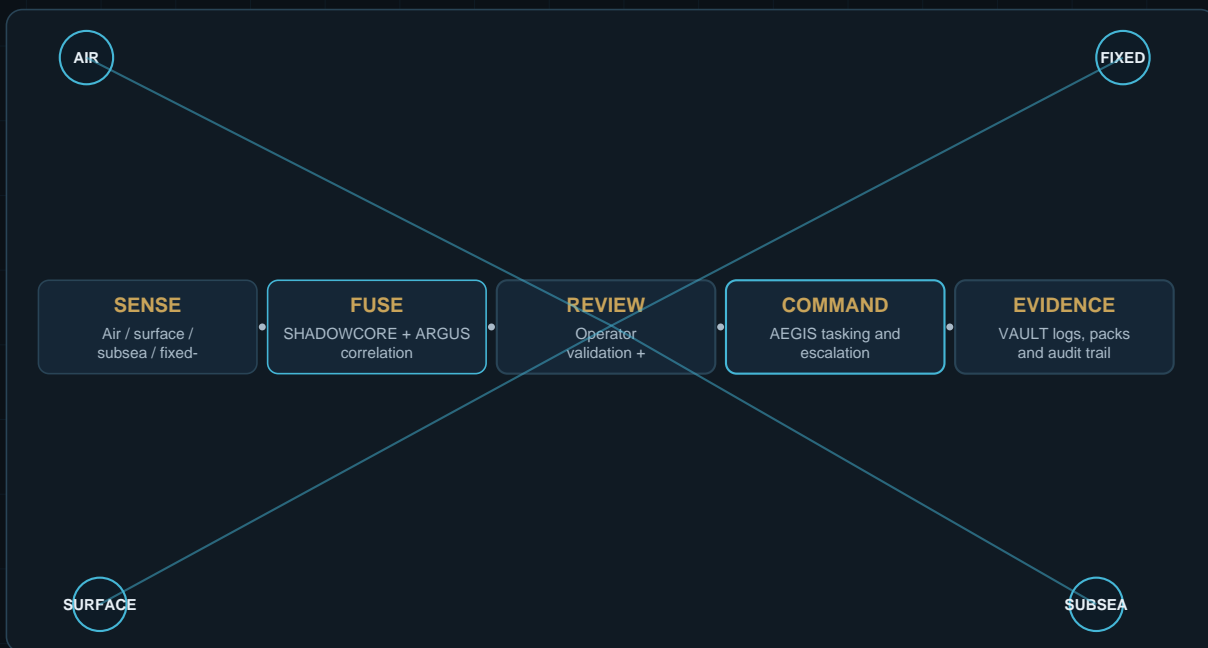 AIR
FIXED
SENSE
Air / surface /
subsea / fixed-
FUSE
SHADOWCORE + ARGUS
correlation
REVIEW
Operator
validation +
COMMAND
AEGIS tasking and
escalation
EVIDENCE
VAULT logs, packs
and audit trail
SURFACE
SUBSEA